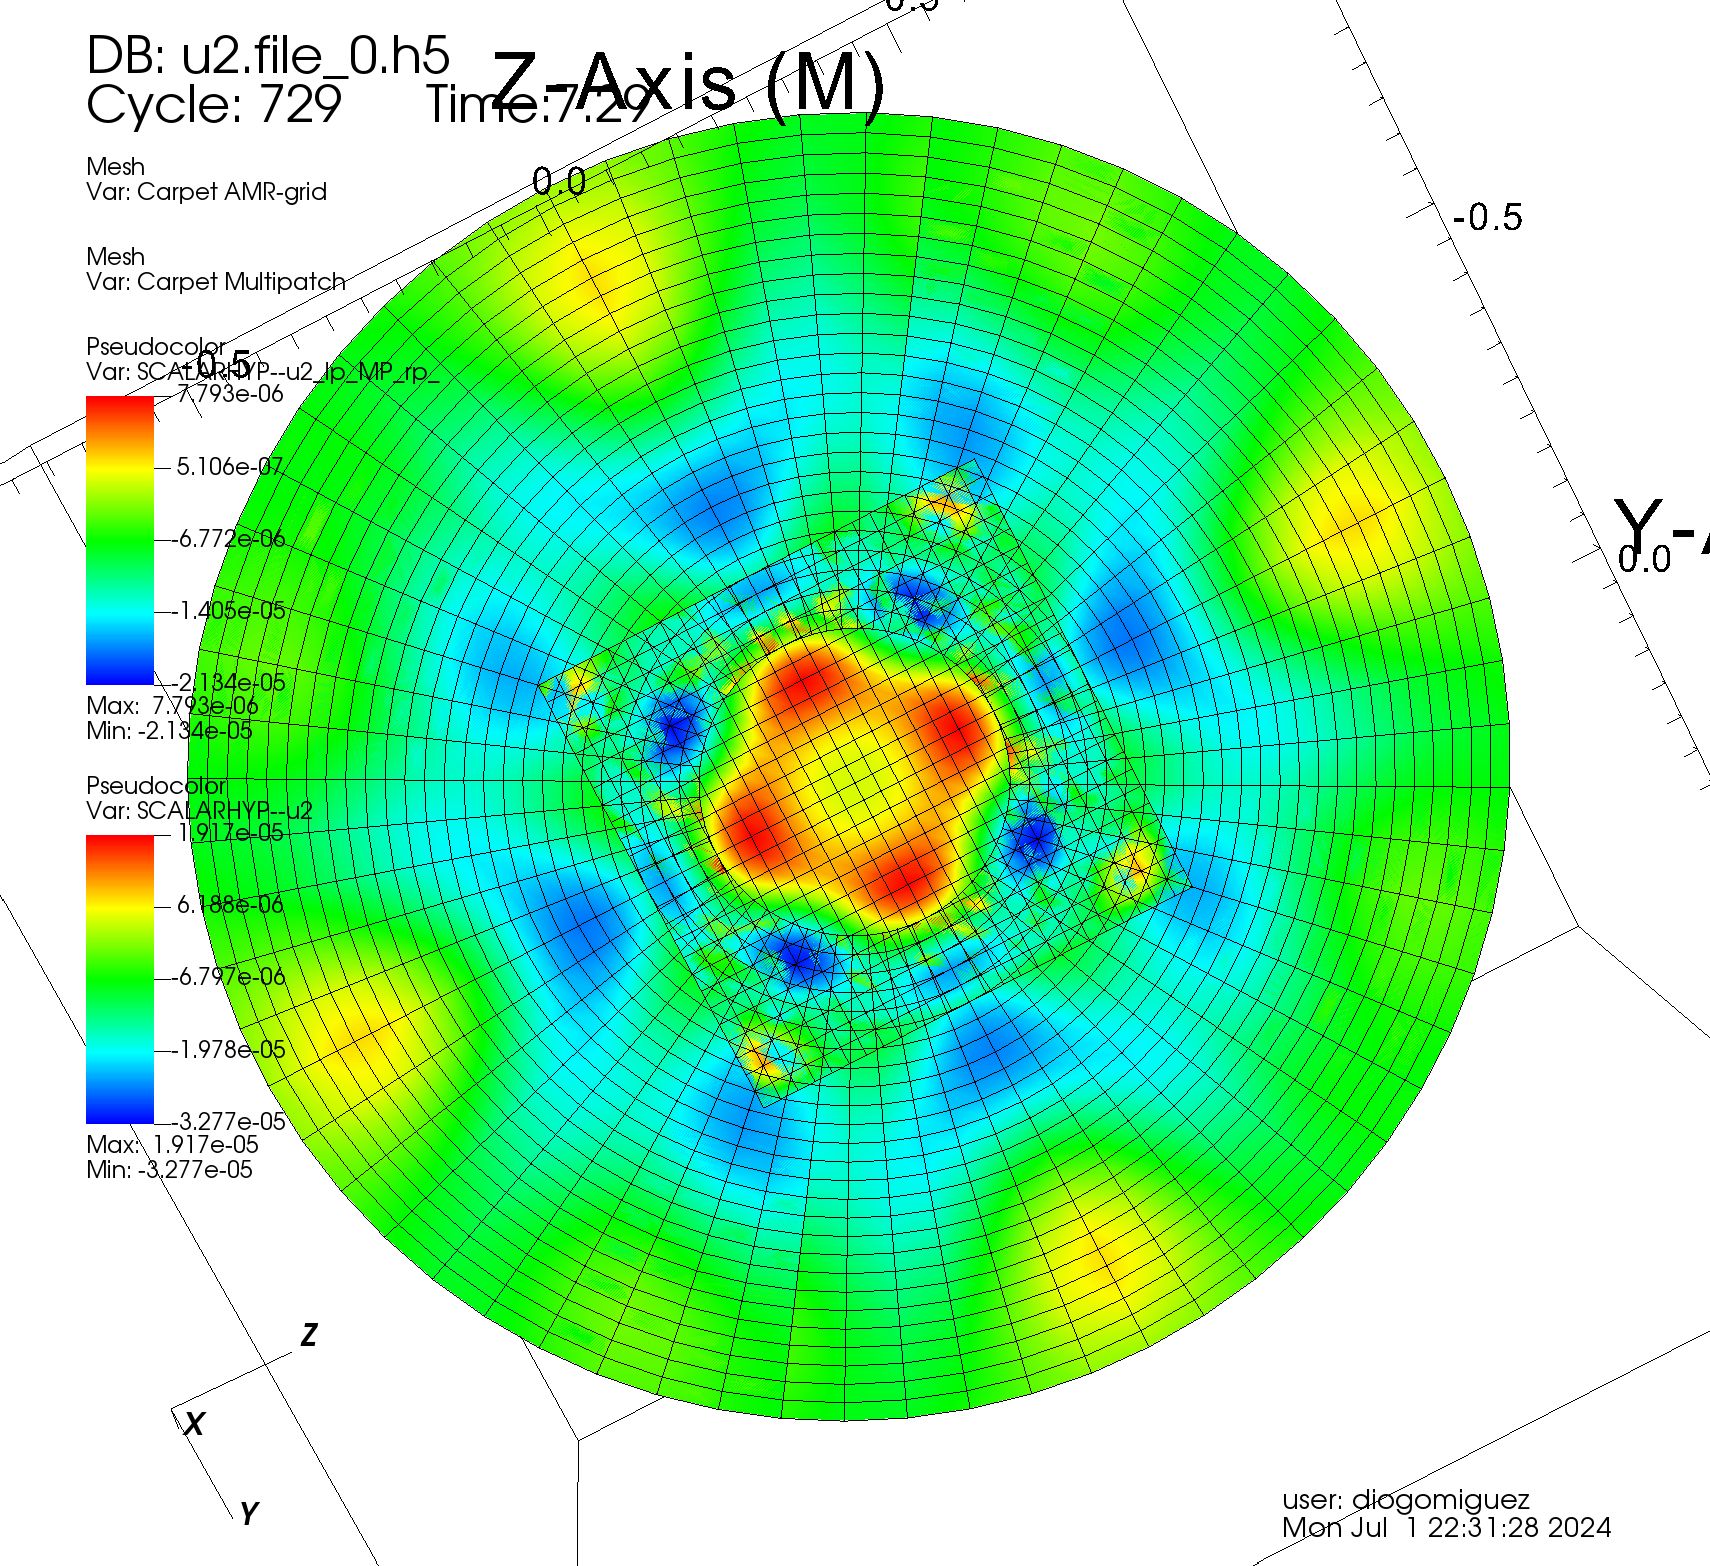 0.5
DB: u2.file_0.h5
Z-Axis (M)
Cycle: 729 Time:7.29
Mesh
Var: Carpet AMR-grid
0.0
-0.5
Mesh
Var: Carpet Multipatch
Pseudocolor
-0.5
Var: SCALARHYP--u2_lp_MP_rp_
7.793e-06
5.106e-07
-6.772e-06
-1.405e-05
-2.134e-05
Max: 7.793e-06
Min: -2.134e-05
Y-A
0.0
Pseudocolor
Var: SCALARHYP--u2
1.917e-05
6.188e-06
-6.797e-06
-1.978e-05
-3.277e-05
Max: 1.917e-05
Min: -3.277e-05
Z
X
Y
user: diogomiguez
Mon Jul 1 22:31:28 2024